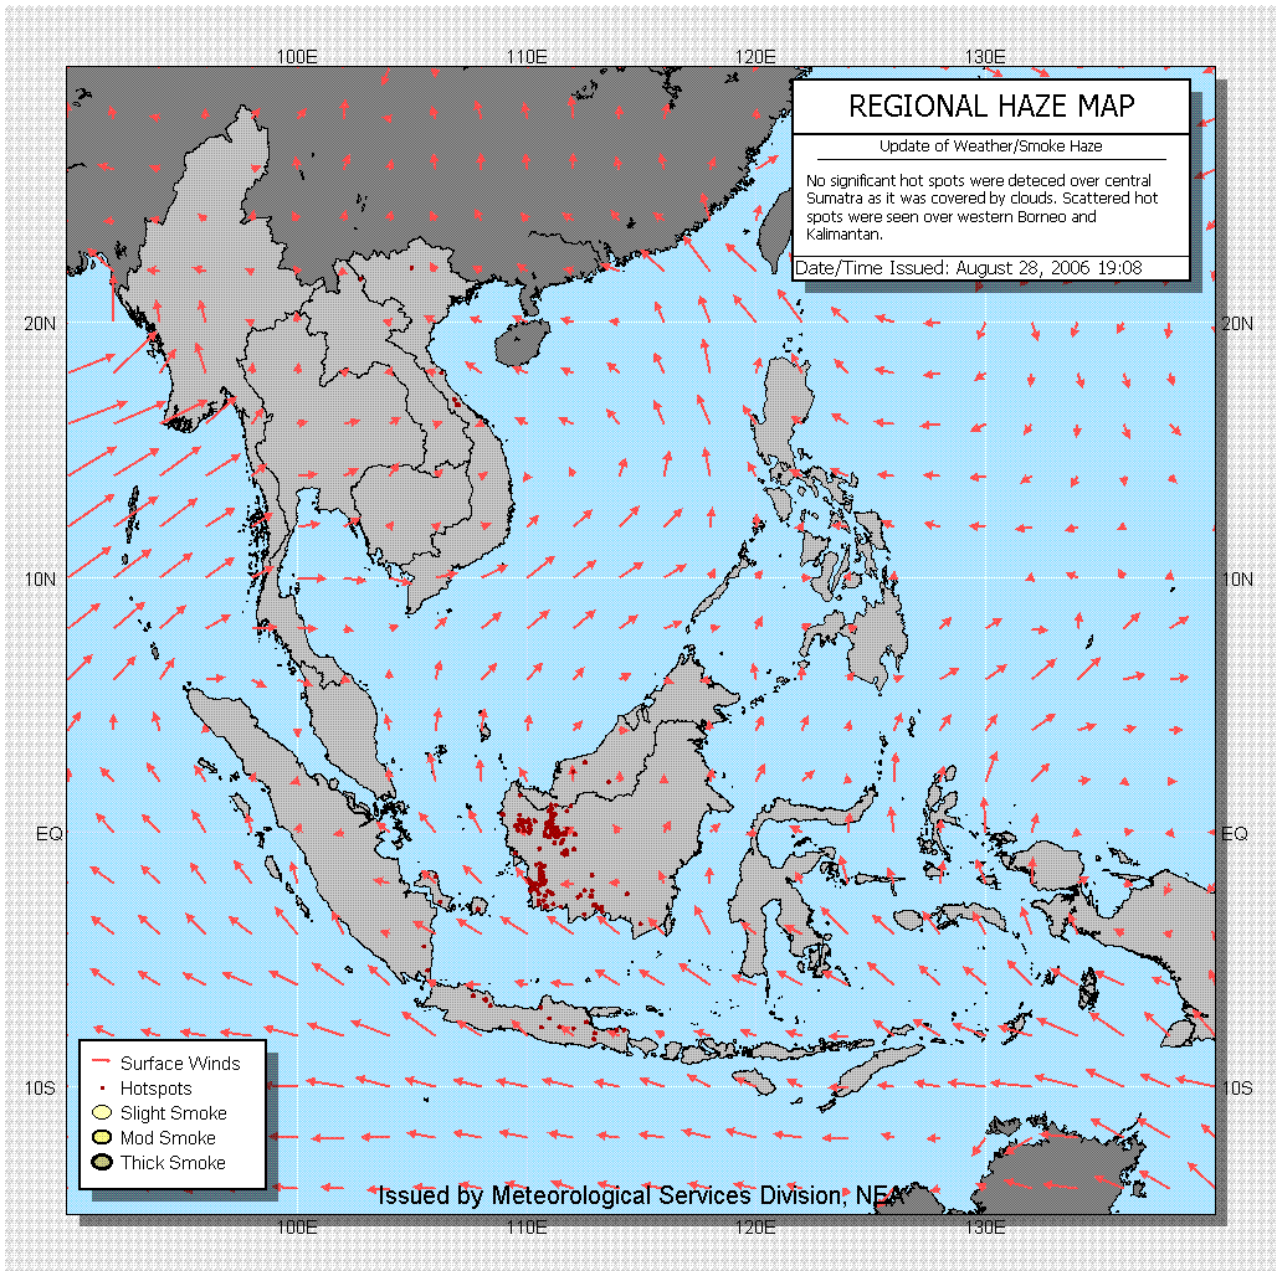 100E 110E 120E 130E
REGIONAL HAZE MAP
Update of Weather/Smoke Haze
No significant hot spots were deteced over central
Sumatra as it was covered by clouds. Scattered hot
spots were seen over western Borneo and
Kalimantan.
Date/Time Issued: August 28, 2006 19:08
20N 20N
10N 10N
EQ EQ
10S 10S
Surface Winds
Hotspots
Slight Smoke
Mod Smoke
Thick Smoke
Issued by Meteorological Services Division, NEA
100E 110E 120E 130E